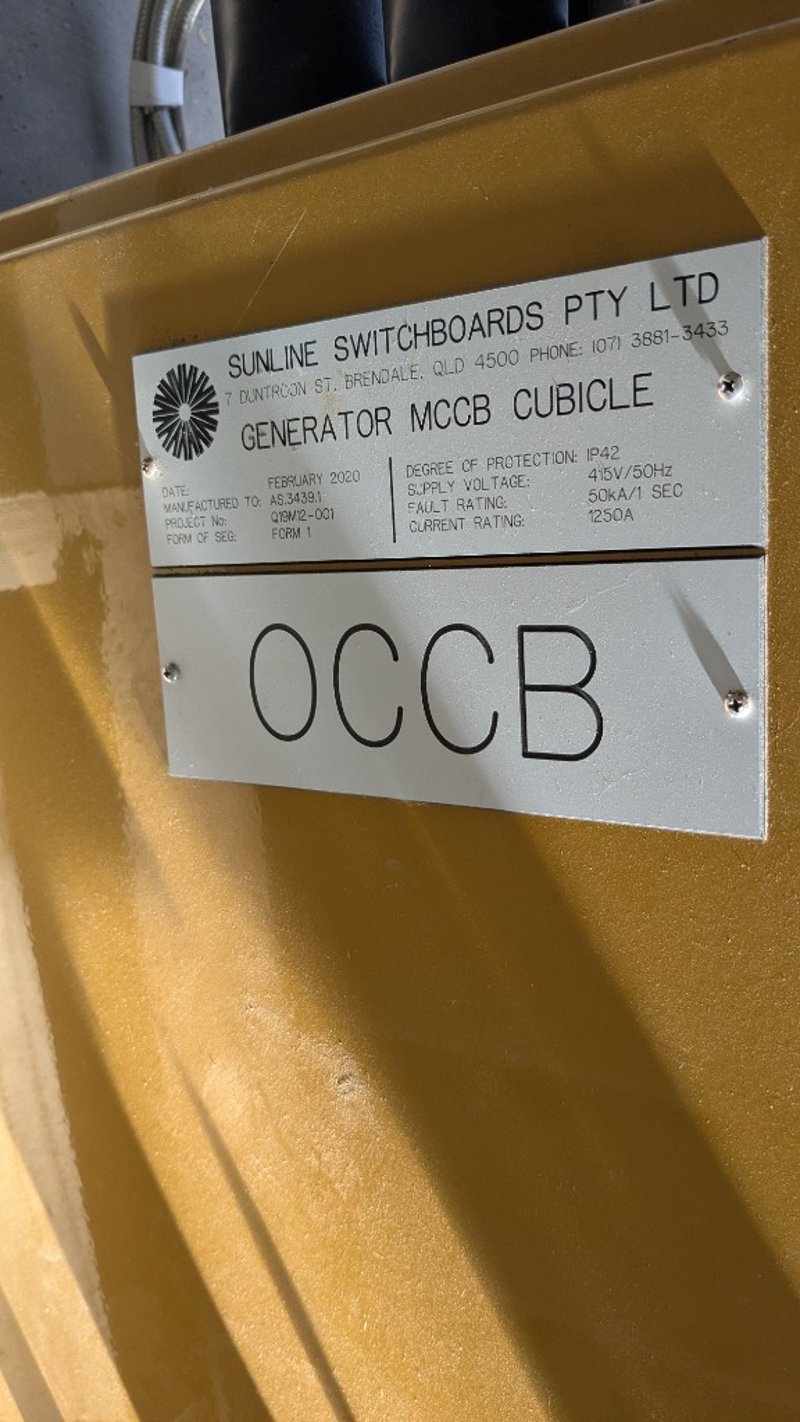 SUNLINE SWITCHBOARDS PTY LTD
7 DUNTROON ST, BRENDALE, QLD 4500 PHONE: (07) 3881-3433
GENERATOR MCCB CUBICLE
DATE: FEBRUARY 2020
MANUFACTURED TO: AS.3439.1
PROJECT No: Q19M12-001
FORM OF SEG: FORM 1
DEGREE OF PROTECTION: IP42
SUPPLY VOLTAGE: 415V/50Hz
FAULT RATING: 50kA/1 SEC
CURRENT RATING: 1250A
OCCB